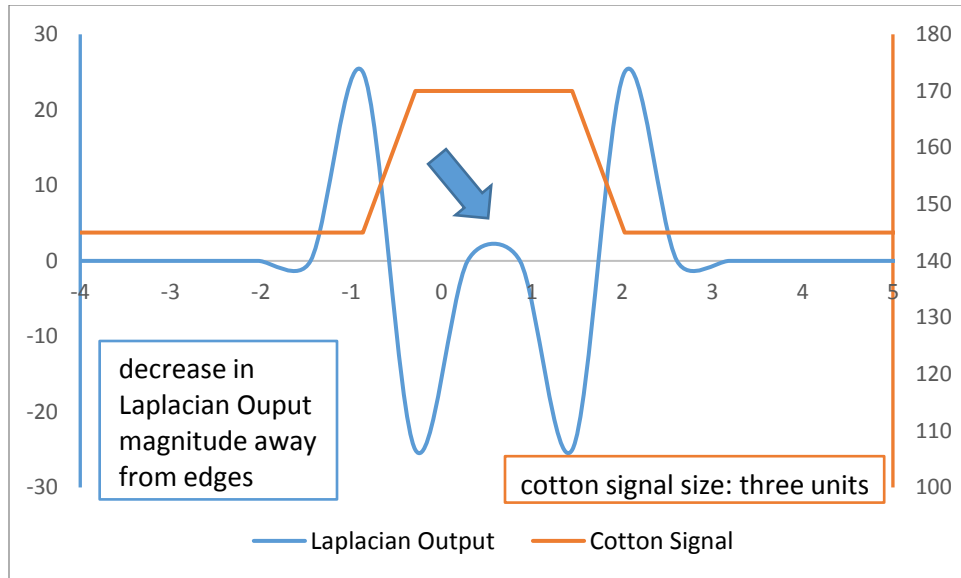 30
20
10
0
-10
-20
-30
180
170
160
150
140
130
120
110
100
-4 -3 -2 -1 0 1 2 3 4 5
decrease in
Laplacian Ouput
magnitude away
from edges
cotton signal size: three units
Laplacian Output Cotton Signal